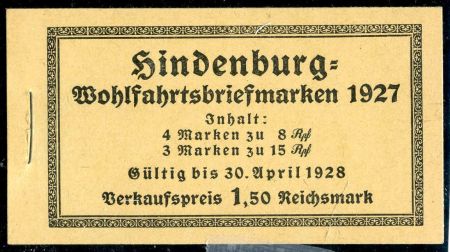 Hindenburg=
Wohlfahrtsbriefmarken 1927
Inhalt:
4 Marken zu 8 Rpf
3 Marken zu 15 Rpf
Gültig bis 30. April 1928
Verkaufspreis 1,50 Reichsmark